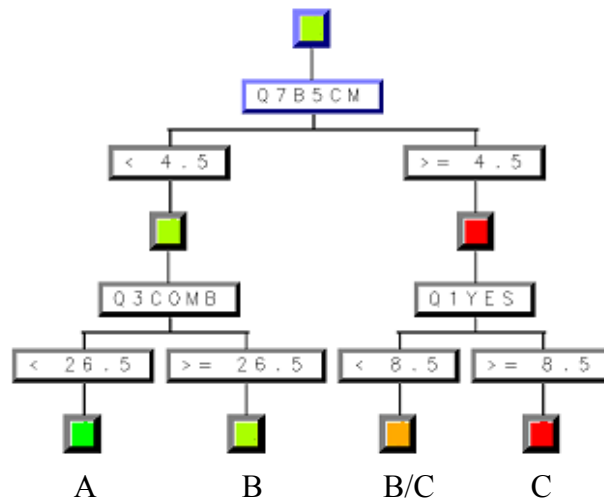 Q7B5CM
< 4.5 >= 4.5
Q3COMB Q1YES
< 26.5 >= 26.5 < 8.5 >= 8.5
A B B/C C